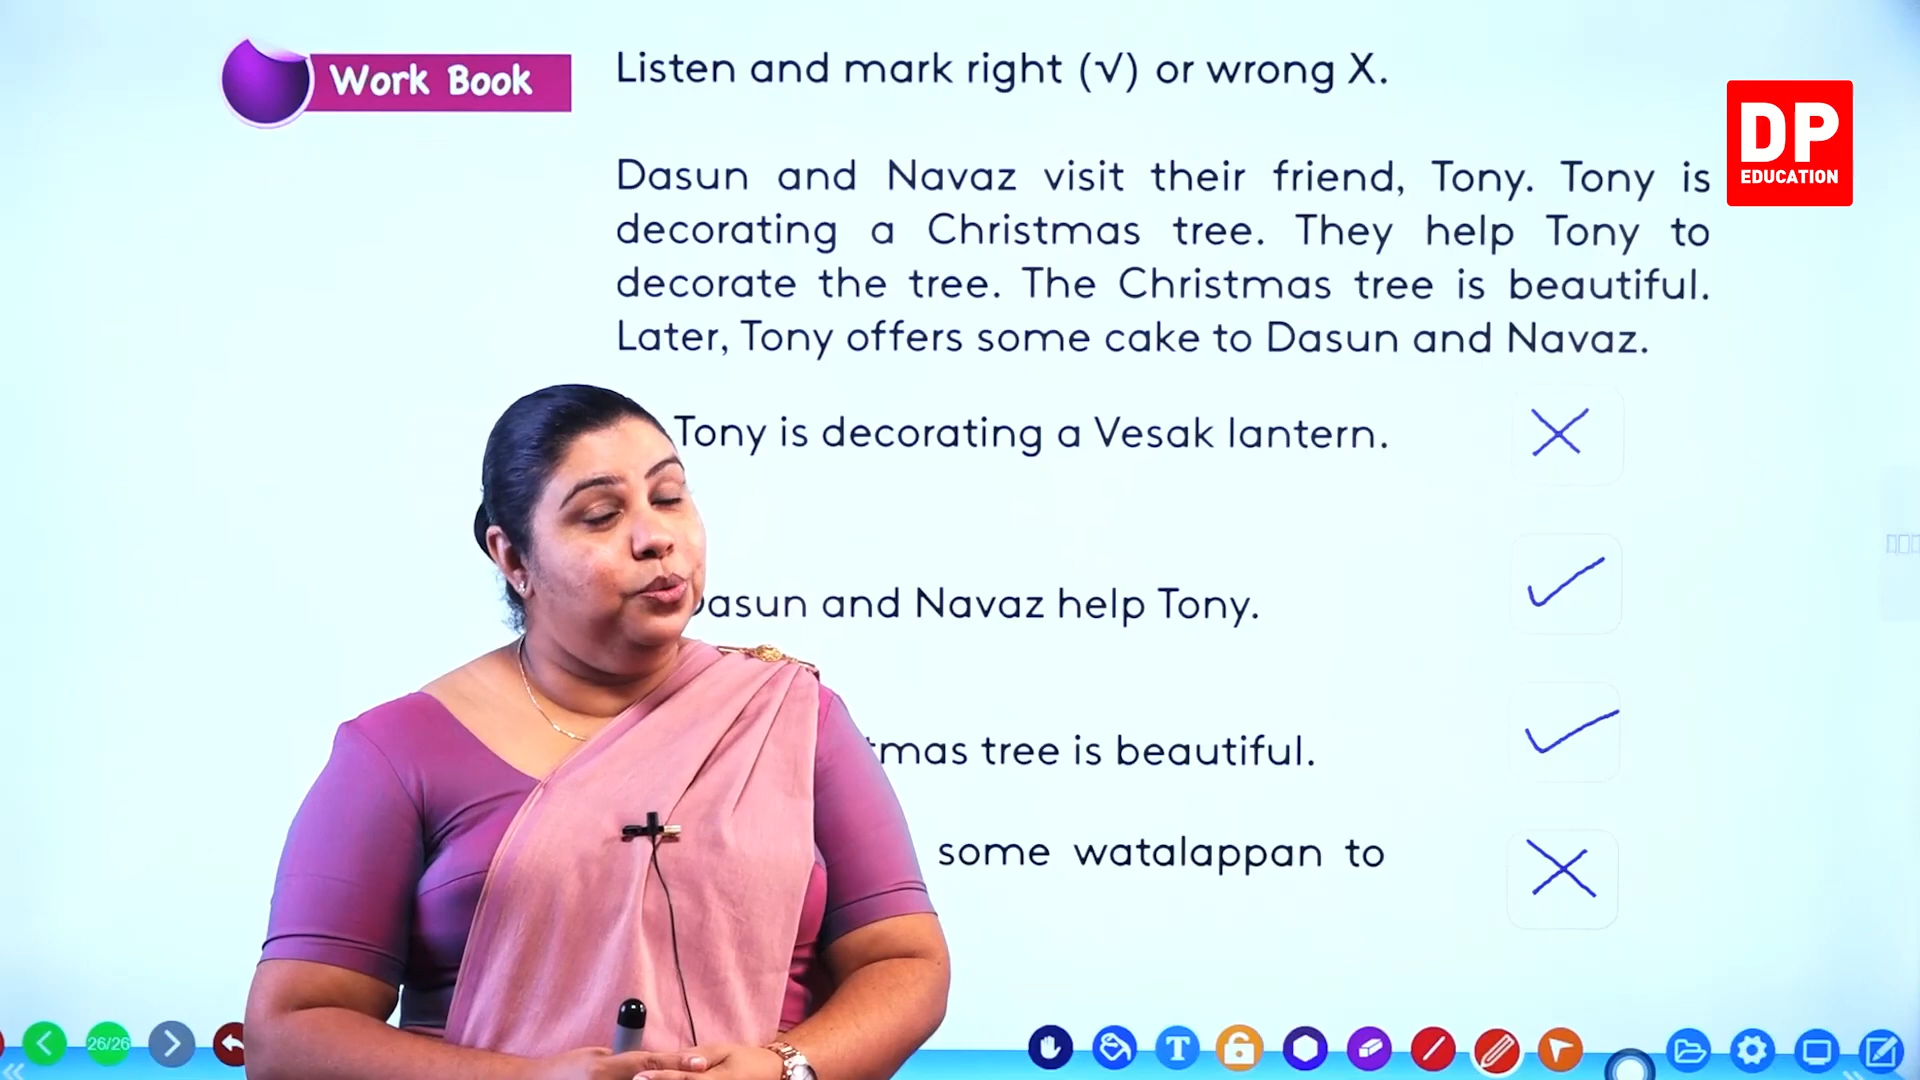 Work Book
Listen and mark right (√) or wrong X.
DP
EDUCATION
Dasun and Navaz visit their friend, Tony. Tony is
decorating a Christmas tree. They help Tony to
decorate the tree. The Christmas tree is beautiful.
Later, Tony offers some cake to Dasun and Navaz.
Tony is decorating a Vesak lantern.
X
Dasun and Navaz help Tony.
✓
tree is beautiful.
✓
some watalappan to
X
26/26
T